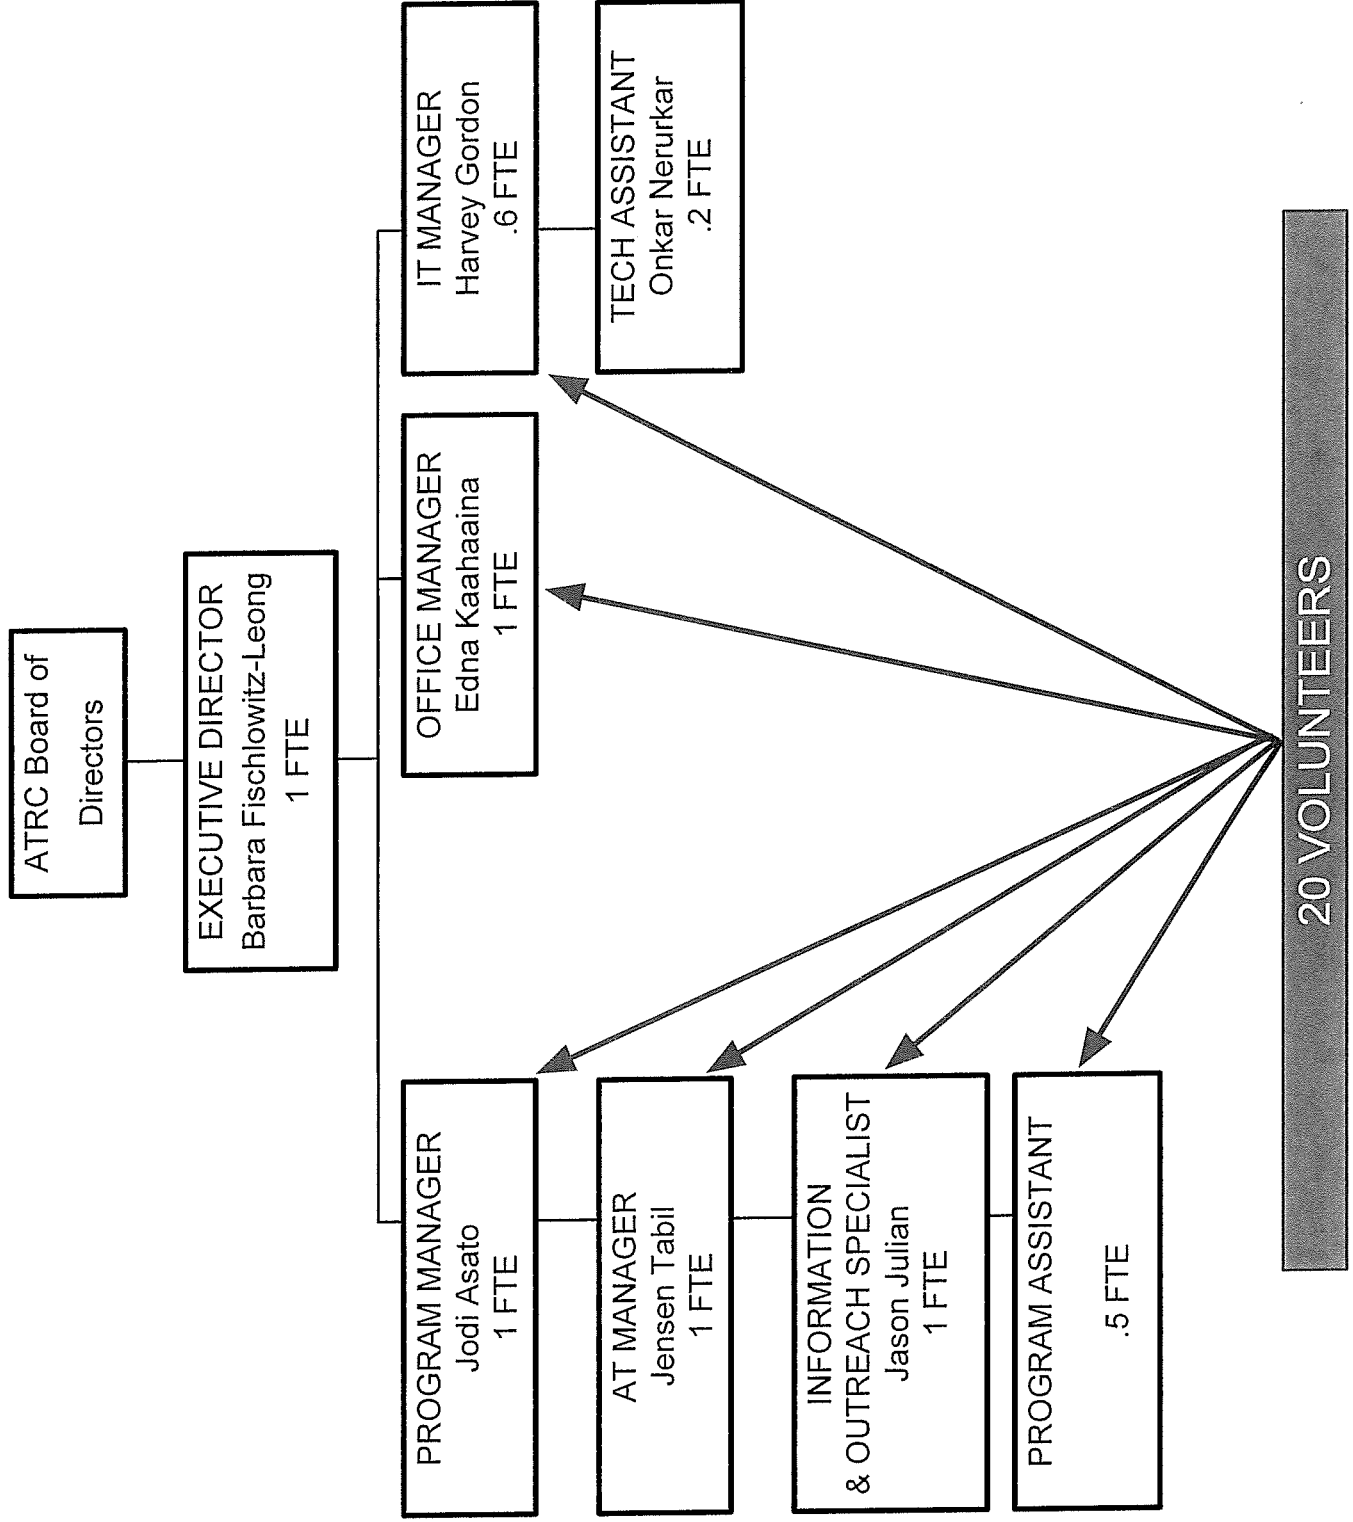 ATRC Board of
Directors
EXECUTIVE DIRECTOR
Barbara Fischlowitz-Leong
1 FTE
PROGRAM MANAGER
Jodi Asato
1 FTE
OFFICE MANAGER
Edna Kaahaaina
1 FTE
IT MANAGER
Harvey Gordon
.6 FTE
AT MANAGER
Jensen Tabil
1 FTE
TECH ASSISTANT
Onkar Nerurkar
.2 FTE
INFORMATION
& OUTREACH SPECIALIST
Jason Julian
1 FTE
PROGRAM ASSISTANT
.5 FTE
20 VOLUNTEERS